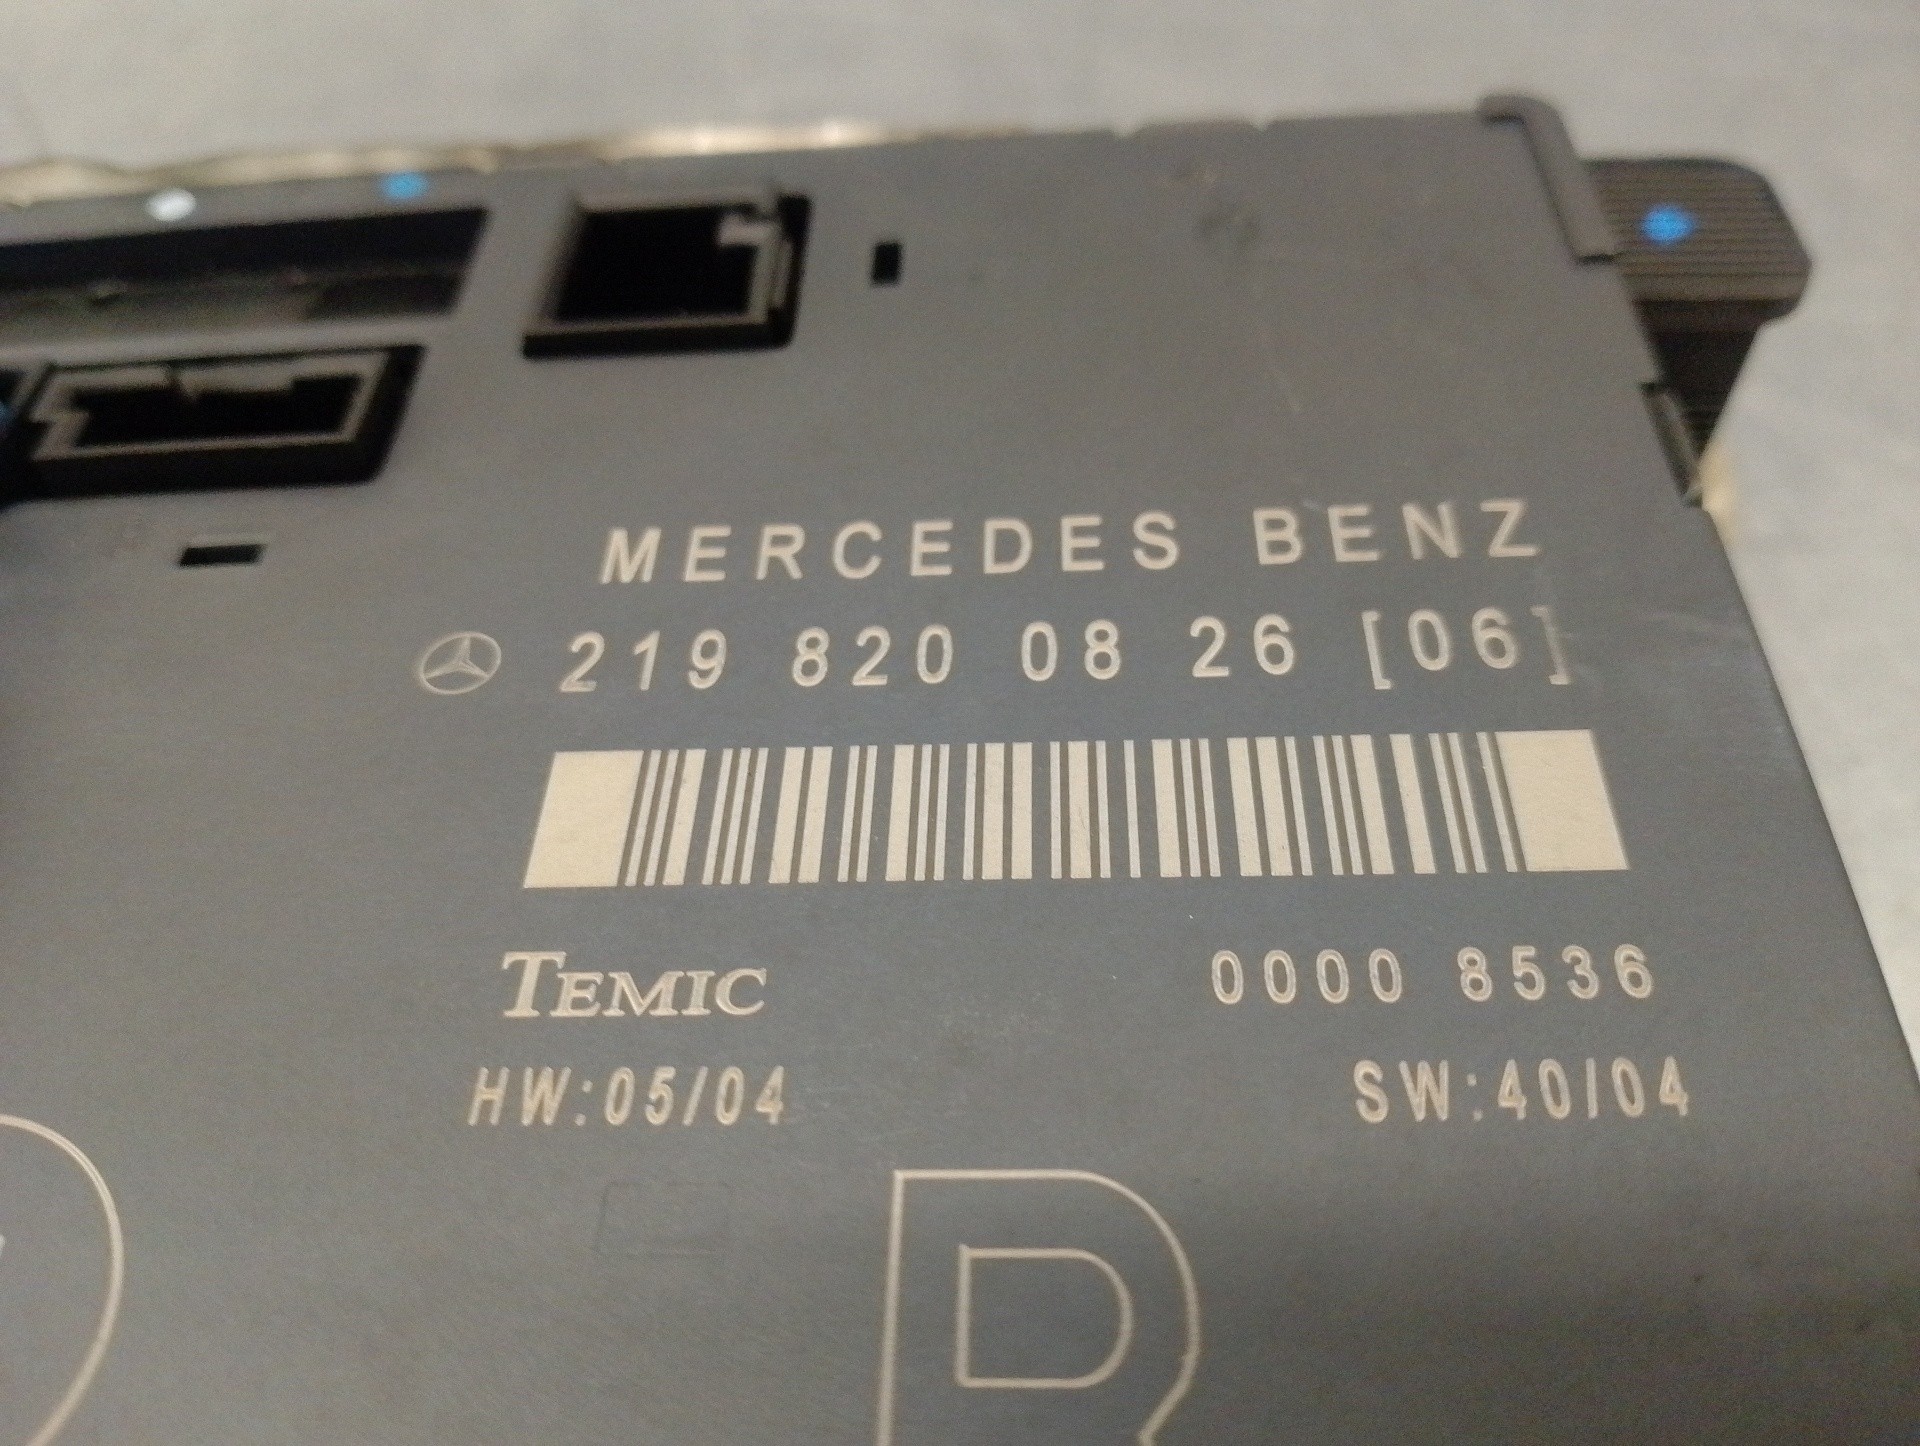 MERCEDES BENZ
219 820 08 26 [06]
TEMIC 0000 8536
HW:05/04 SW:40/04
R